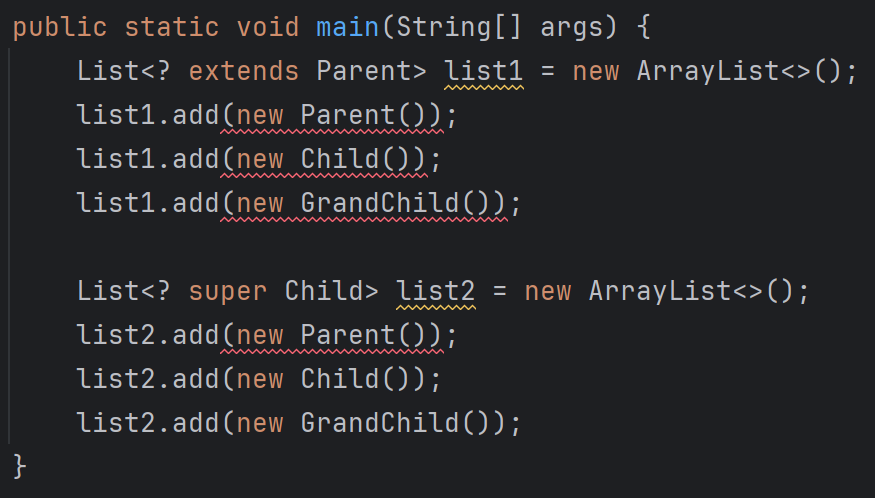 public static void main(String[] args) {
    List<? extends Parent> list1 = new ArrayList<>();
    list1.add(new Parent());
    list1.add(new Child());
    list1.add(new GrandChild());

    List<? super Child> list2 = new ArrayList<>();
    list2.add(new Parent());
    list2.add(new Child());
    list2.add(new GrandChild());
}